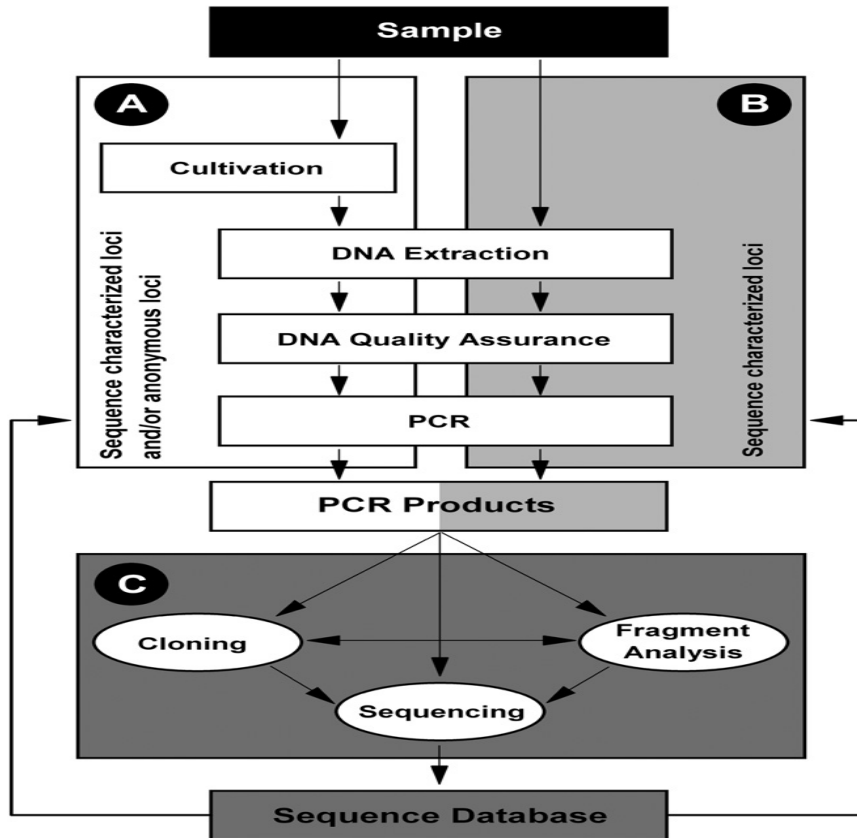 Sample
A
B
Cultivation
Sequence characterized loci
and/or anonymous loci
Sequence characterized loci
DNA Extraction
DNA Quality Assurance
PCR
PCR Products
C
Cloning
Fragment
Analysis
Sequencing
Sequence Database